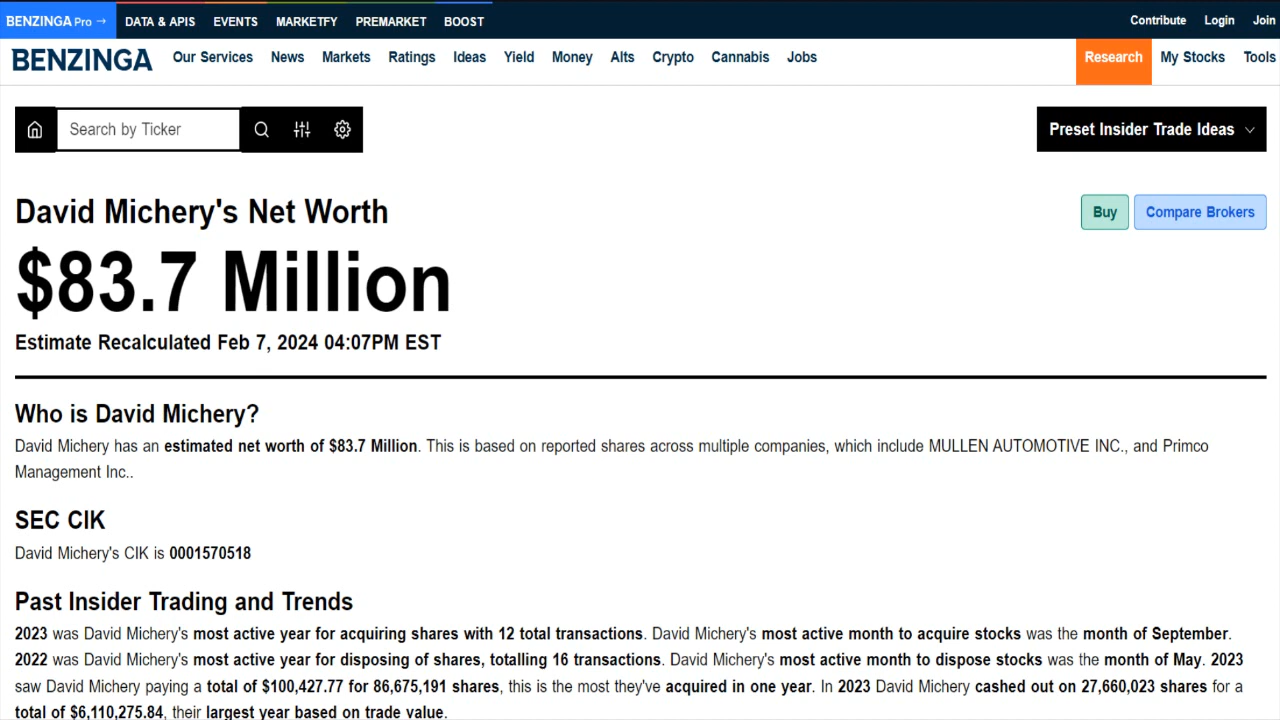 BENZINGA Pro → DATA & APIS EVENTS MARKETFY PREMARKET BOOST Contribute Login Join
BENZINGA Our Services News Markets Ratings Ideas Yield Money Alts Crypto Cannabis Jobs Research My Stocks Tools
Search by Ticker Preset Insider Trade Ideas
David Michery's Net Worth Buy Compare Brokers
$83.7 Million
Estimate Recalculated Feb 7, 2024 04:07PM EST
Who is David Michery?
David Michery has an estimated net worth of $83.7 Million. This is based on reported shares across multiple companies, which include MULLEN AUTOMOTIVE INC., and Primco
Management Inc..
SEC CIK
David Michery's CIK is 0001570518
Past Insider Trading and Trends
2023 was David Michery's most active year for acquiring shares with 12 total transactions. David Michery's most active month to acquire stocks was the month of September.
2022 was David Michery's most active year for disposing of shares, totalling 16 transactions. David Michery's most active month to dispose stocks was the month of May. 2023
saw David Michery paying a total of $100,427.77 for 86,675,191 shares, this is the most they've acquired in one year. In 2023 David Michery cashed out on 27,660,023 shares for a
total of $6,110,275.84, their largest year based on trade value.